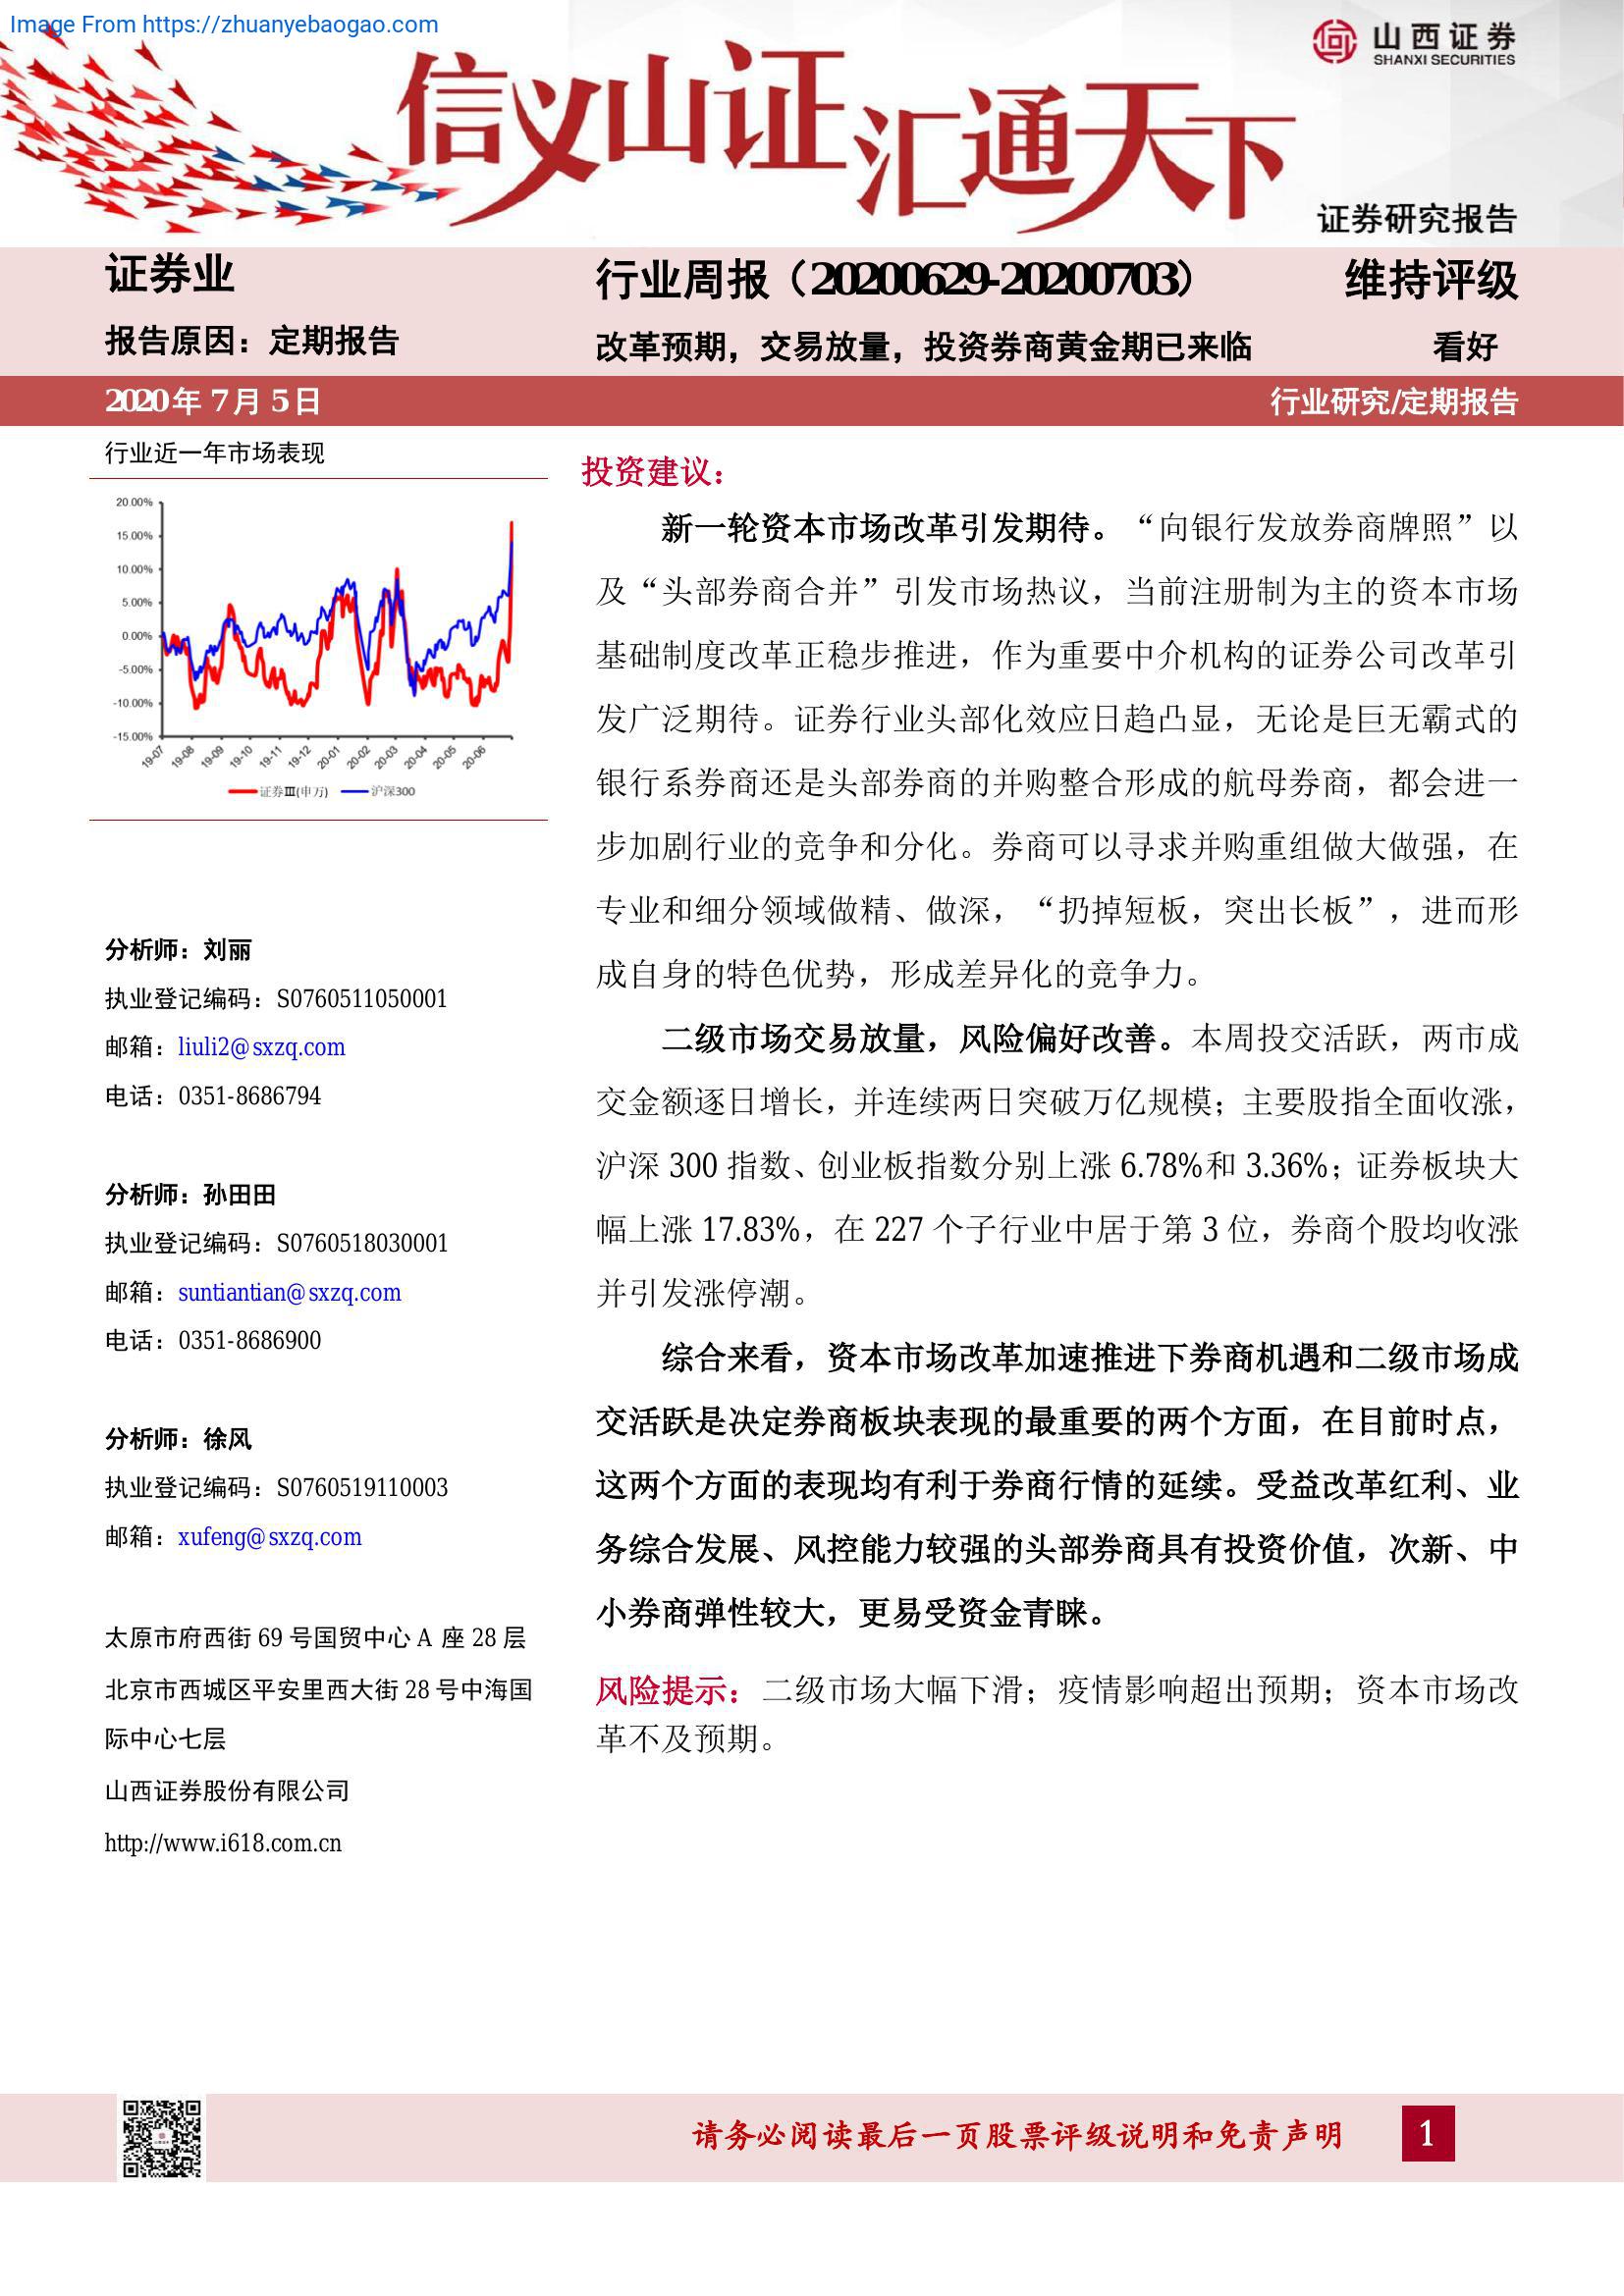 Image From https://zhuanyebaogao.com
山西证券
SHANXI SECURITIES
信义山证汇通天下
证券研究报告
证券业
行业周报（20200629-20200703）
维持评级
报告原因：定期报告
改革预期，交易放量，投资券商黄金期已来临
看好
2020年 7月 5日
行业研究/定期报告
行业近一年市场表现
20.00%
15.00%
10.00%
5.00%
0.00%
-5.00%
-10.00%
-15.00%
19-07 19-08 19-09 19-10 19-11 19-12 20-01 20-02 20-03 20-04 20-05 20-06
证券Ⅲ(申万) 沪深300
分析师：刘丽
执业登记编码：S0760511050001
邮箱：liuli2@sxzq.com
电话：0351-8686794
分析师：孙田田
执业登记编码：S0760518030001
邮箱：suntiantian@sxzq.com
电话：0351-8686900
分析师：徐风
执业登记编码：S0760519110003
邮箱：xufeng@sxzq.com
太原市府西街 69 号国贸中心 A 座 28 层
北京市西城区平安里西大街 28 号中海国
际中心七层
山西证券股份有限公司
http://www.i618.com.cn
投资建议：
新一轮资本市场改革引发期待。“向银行发放券商牌照”以
及“头部券商合并”引发市场热议，当前注册制为主的资本市场
基础制度改革正稳步推进，作为重要中介机构的证券公司改革引
发广泛期待。证券行业头部化效应日趋凸显，无论是巨无霸式的
银行系券商还是头部券商的并购整合形成的航母券商，都会进一
步加剧行业的竞争和分化。券商可以寻求并购重组做大做强，在
专业和细分领域做精、做深，“扔掉短板，突出长板”，进而形
成自身的特色优势，形成差异化的竞争力。
二级市场交易放量，风险偏好改善。本周投交活跃，两市成
交金额逐日增长，并连续两日突破万亿规模；主要股指全面收涨，
沪深 300 指数、创业板指数分别上涨 6.78%和 3.36%；证券板块大
幅上涨 17.83%，在 227 个子行业中居于第 3 位，券商个股均收涨
并引发涨停潮。
综合来看，资本市场改革加速推进下券商机遇和二级市场成
交活跃是决定券商板块表现的最重要的两个方面，在目前时点，
这两个方面的表现均有利于券商行情的延续。受益改革红利、业
务综合发展、风控能力较强的头部券商具有投资价值，次新、中
小券商弹性较大，更易受资金青睐。
风险提示：二级市场大幅下滑；疫情影响超出预期；资本市场改
革不及预期。
请务必阅读最后一页股票评级说明和免责声明
1